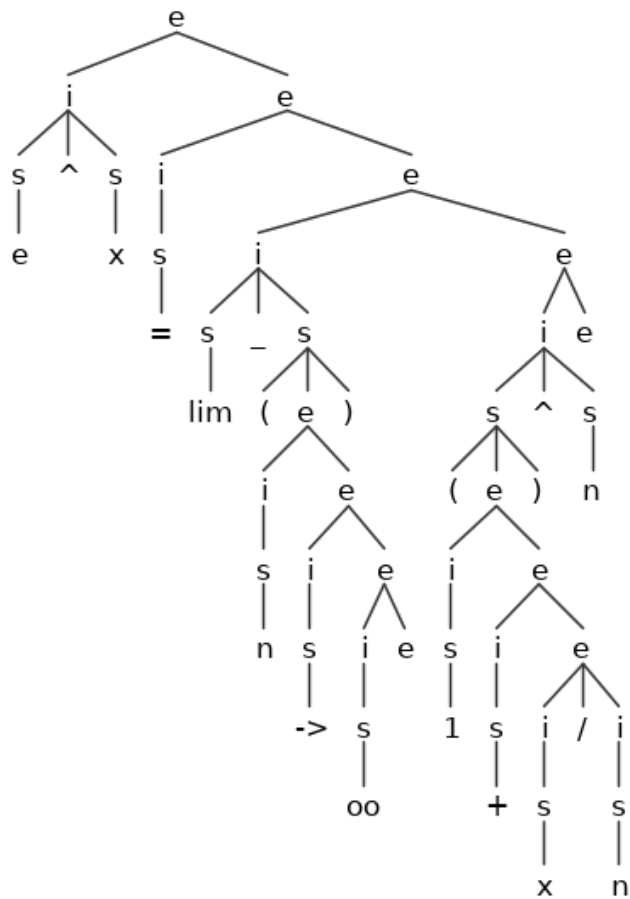 e
i e
s ^ s i e
e x s i e
= s _ s i e
lim ( e ) s ^ s
i e ( e ) n
s i e i e
n s i e s i e
-> s 1 s i / i
oo + s s
x n